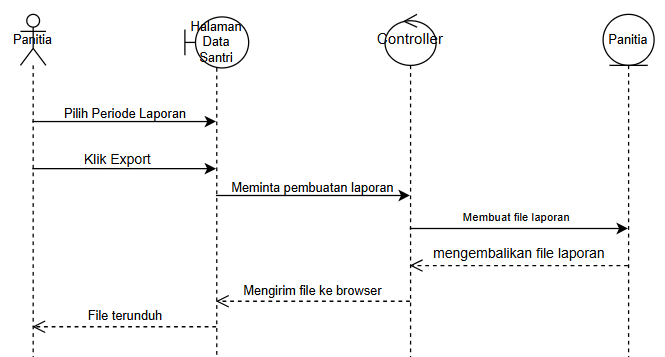 Panitia
Halaman
Data
Santri
Controller
Panitia
Pilih Periode Laporan
Klik Export
Meminta pembuatan laporan
Membuat file laporan
mengembalikan file laporan
Mengirim file ke browser
File terunduh